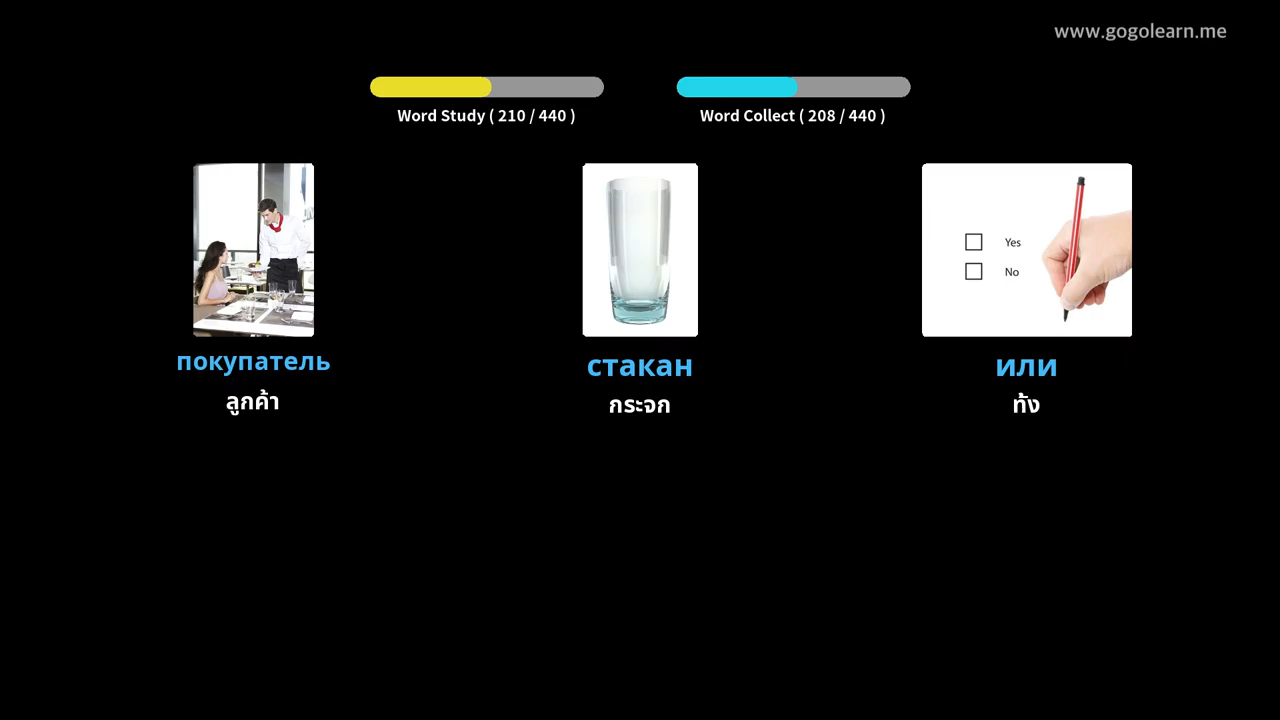 www.gogolearn.me
Word Study ( 210 / 440 )
Word Collect ( 208 / 440 )
Yes
No
покупатель
стакан
или
ลูกค้า
กระจก
ทั้ง